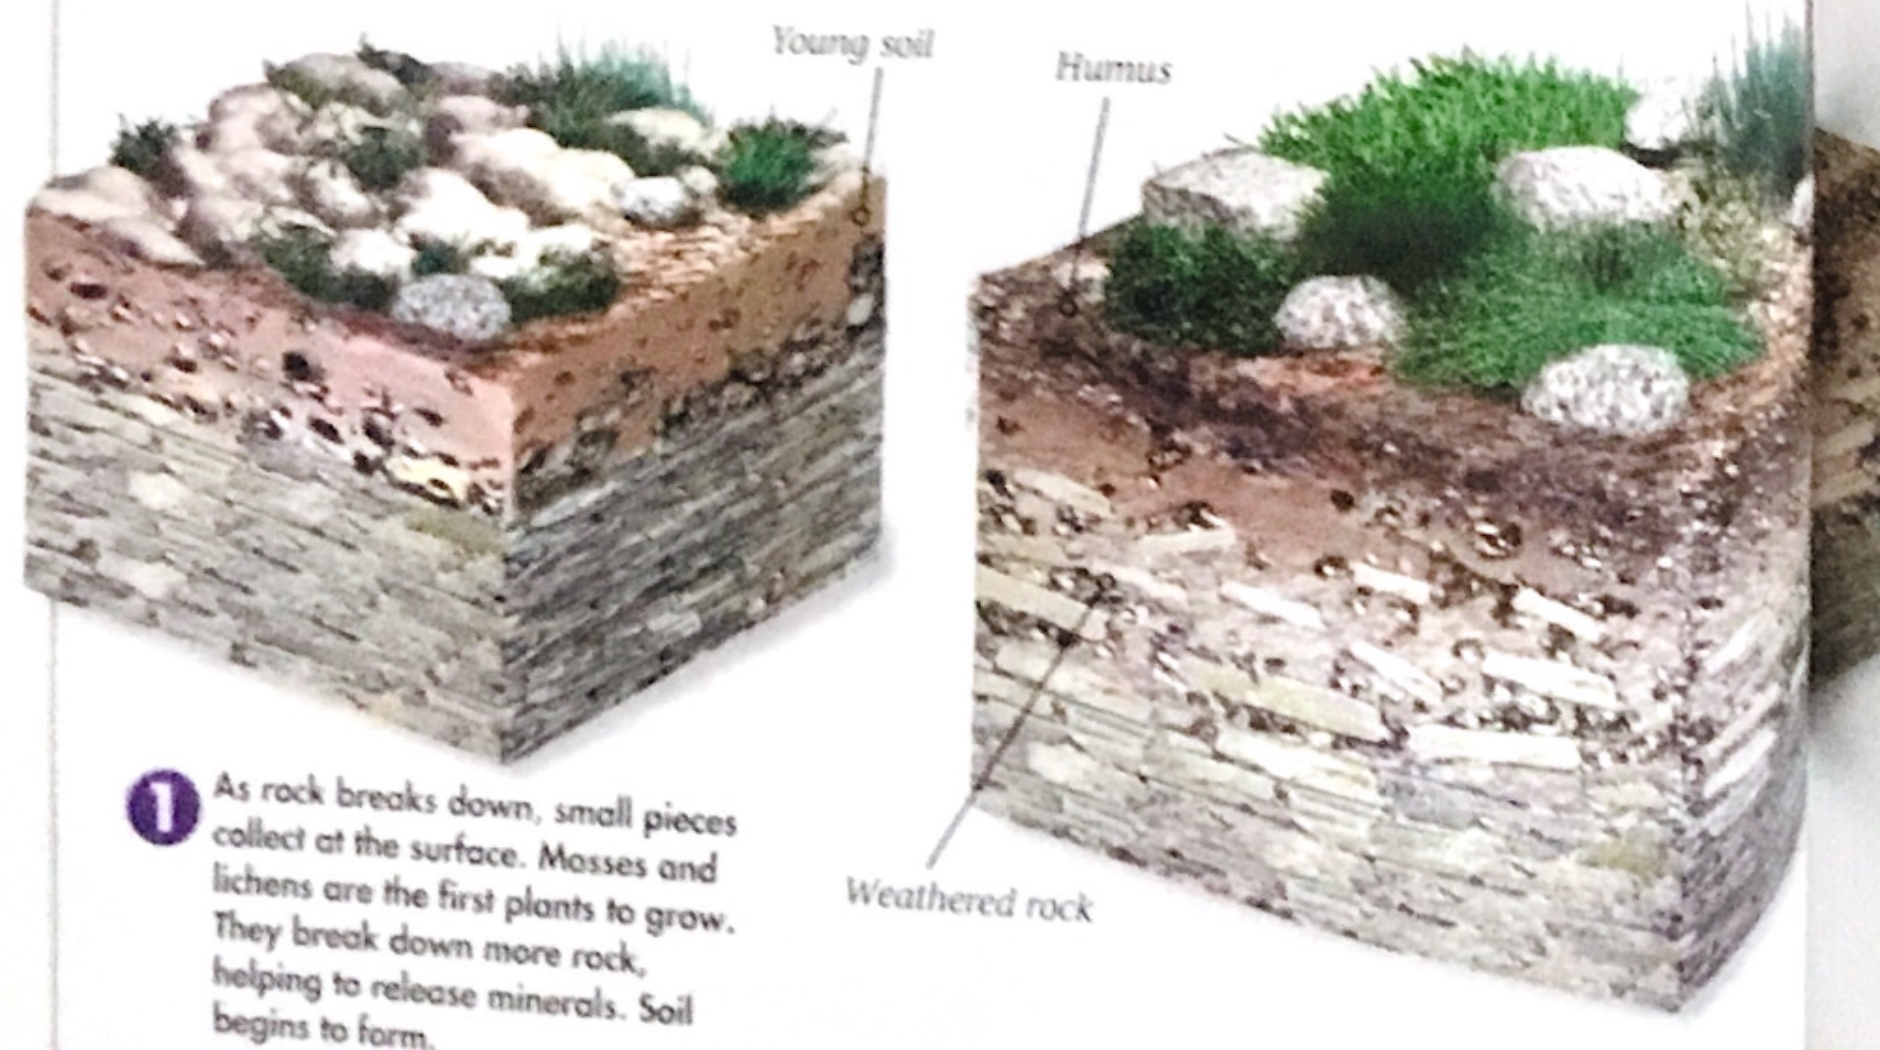 Young soil
Humus
Weathered rock
1
As rock breaks down, small pieces
collect at the surface. Mosses and
lichens are the first plants to grow.
They break down more rock,
helping to release minerals. Soil
begins to form.